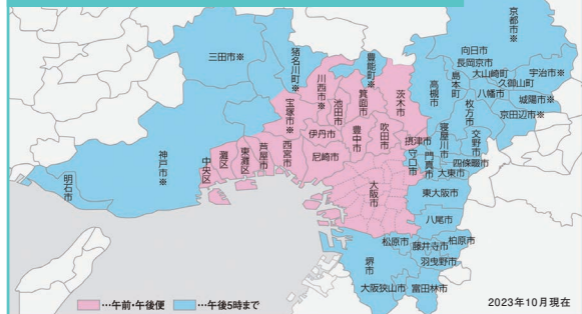 京都市※
三田市※
猪名川町※
豊能町※
向日市
長岡京市
大山崎町
宇治市※
久御山町
八幡市
城陽市※
京田辺市※
川西市※
池田市
箕面市
茨木市
高槻市
島本町
枚方市
宝塚市※
伊丹市
豊中市
吹田市
摂津市
寝屋川市
交野市
神戸市※
中央区
灘区
東灘区
芦屋市
西宮市
尼崎市
守口市
門真市
四條畷市
大東市
明石市
大阪市
東大阪市
八尾市
松原市
藤井寺市
柏原市
堺市
羽曳野市
大阪狭山市
富田林市
…午前・午後便
…午後5時まで
2023年10月現在